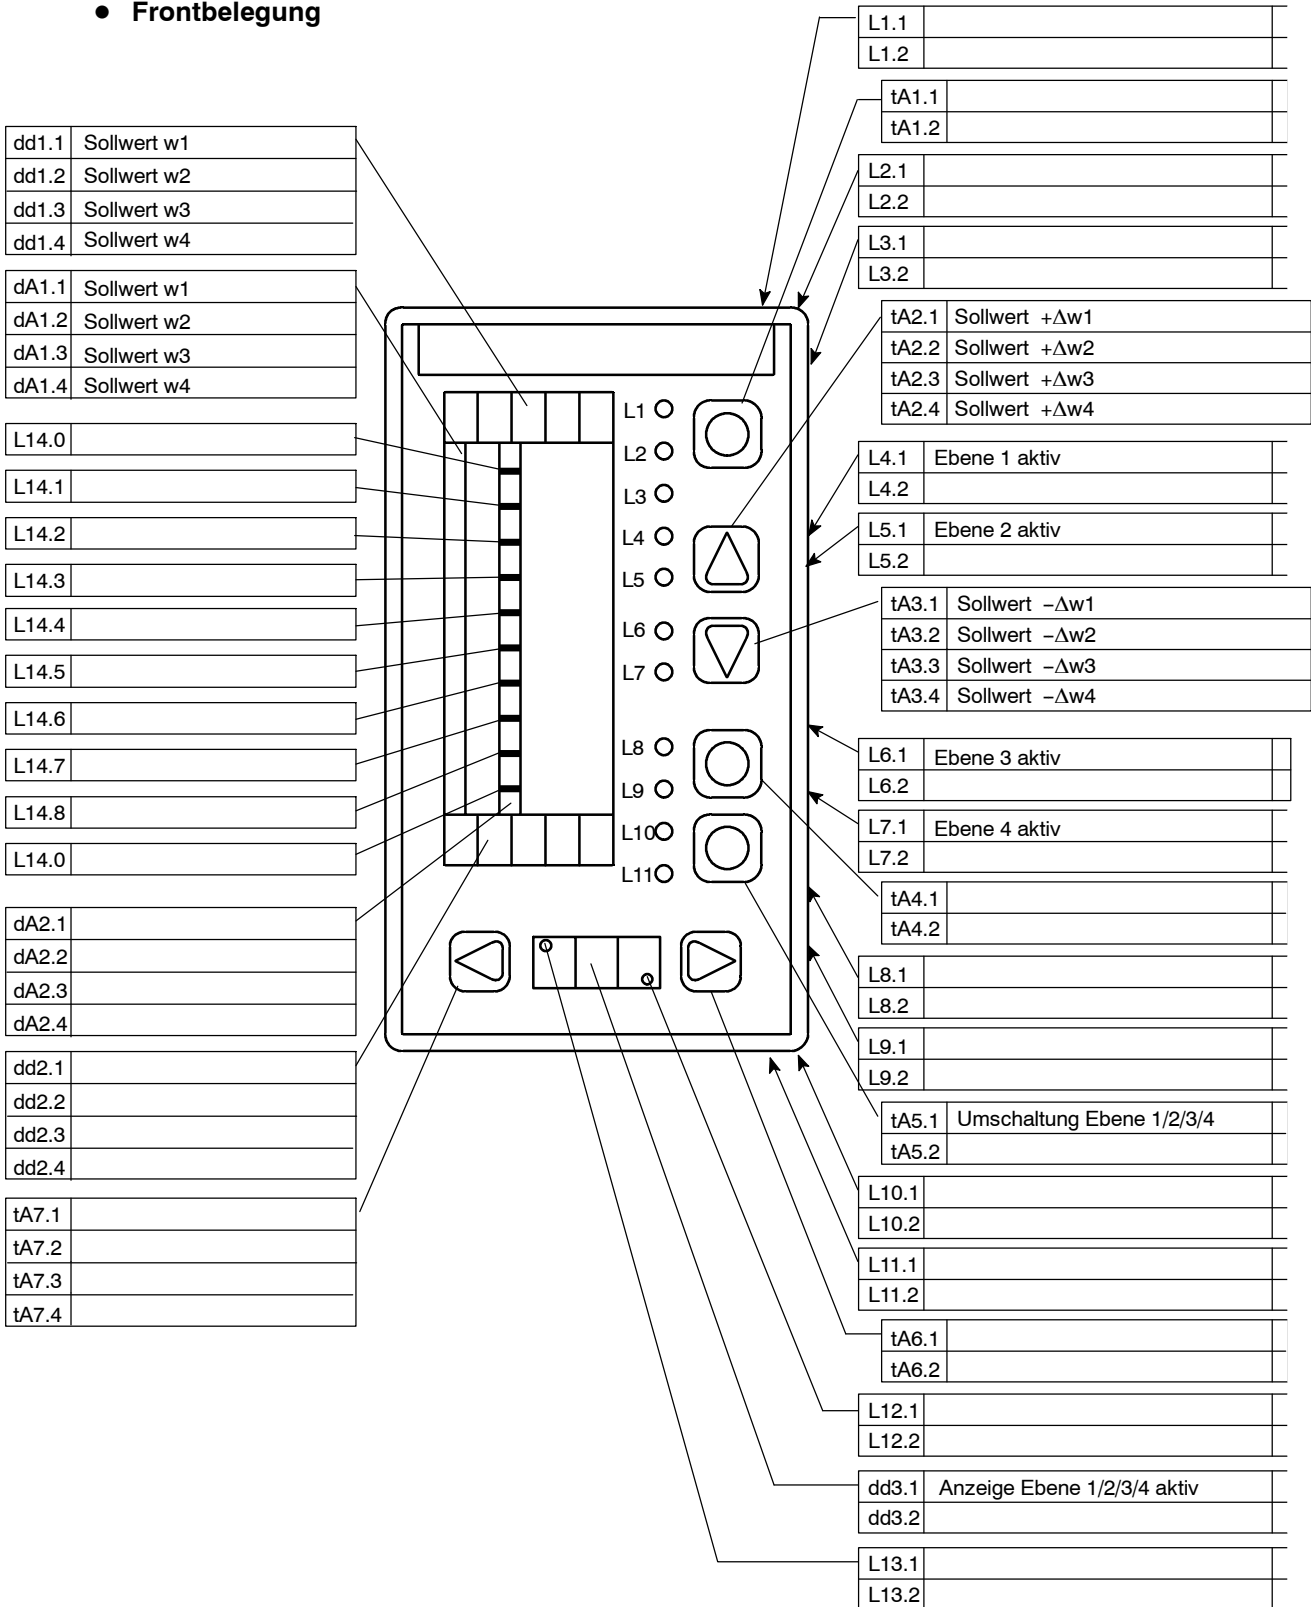 ● Frontbelegung
dd1.1 Sollwert w1
dd1.2 Sollwert w2
dd1.3 Sollwert w3
dd1.4 Sollwert w4
dA1.1 Sollwert w1
dA1.2 Sollwert w2
dA1.3 Sollwert w3
dA1.4 Sollwert w4
L14.0
L14.1
L14.2
L14.3
L14.4
L14.5
L14.6
L14.7
L14.8
L14.0
dA2.1
dA2.2
dA2.3
dA2.4
dd2.1
dd2.2
dd2.3
dd2.4
tA7.1
tA7.2
tA7.3
tA7.4
L1
L2
L3
L4
L5
L6
L7
L8
L9
L10
L11
L1.1
L1.2
tA1.1
tA1.2
L2.1
L2.2
L3.1
L3.2
tA2.1 Sollwert +Δw1
tA2.2 Sollwert +Δw2
tA2.3 Sollwert +Δw3
tA2.4 Sollwert +Δw4
L4.1 Ebene 1 aktiv
L4.2
L5.1 Ebene 2 aktiv
L5.2
tA3.1 Sollwert −Δw1
tA3.2 Sollwert −Δw2
tA3.3 Sollwert −Δw3
tA3.4 Sollwert −Δw4
L6.1 Ebene 3 aktiv
L6.2
L7.1 Ebene 4 aktiv
L7.2
tA4.1
tA4.2
L8.1
L8.2
L9.1
L9.2
tA5.1 Umschaltung Ebene 1/2/3/4
tA5.2
L10.1
L10.2
L11.1
L11.2
tA6.1
tA6.2
L12.1
L12.2
dd3.1 Anzeige Ebene 1/2/3/4 aktiv
dd3.2
L13.1
L13.2